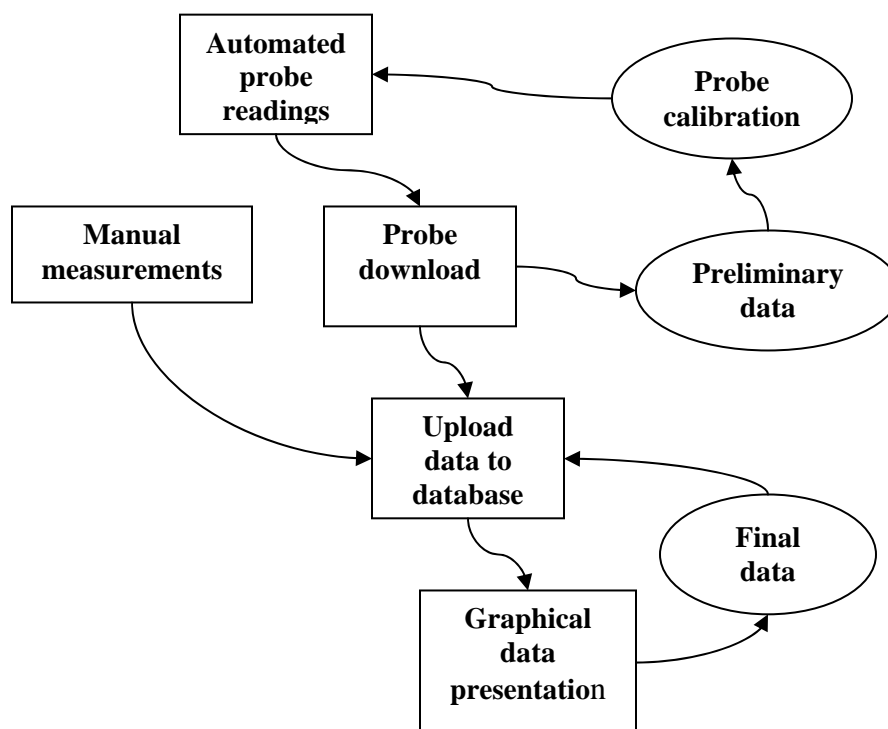 Automated
probe
readings
Probe
calibration
Manual
measurements
Probe
download
Preliminary
data
Upload
data to
database
Final
data
Graphical
data
presentation